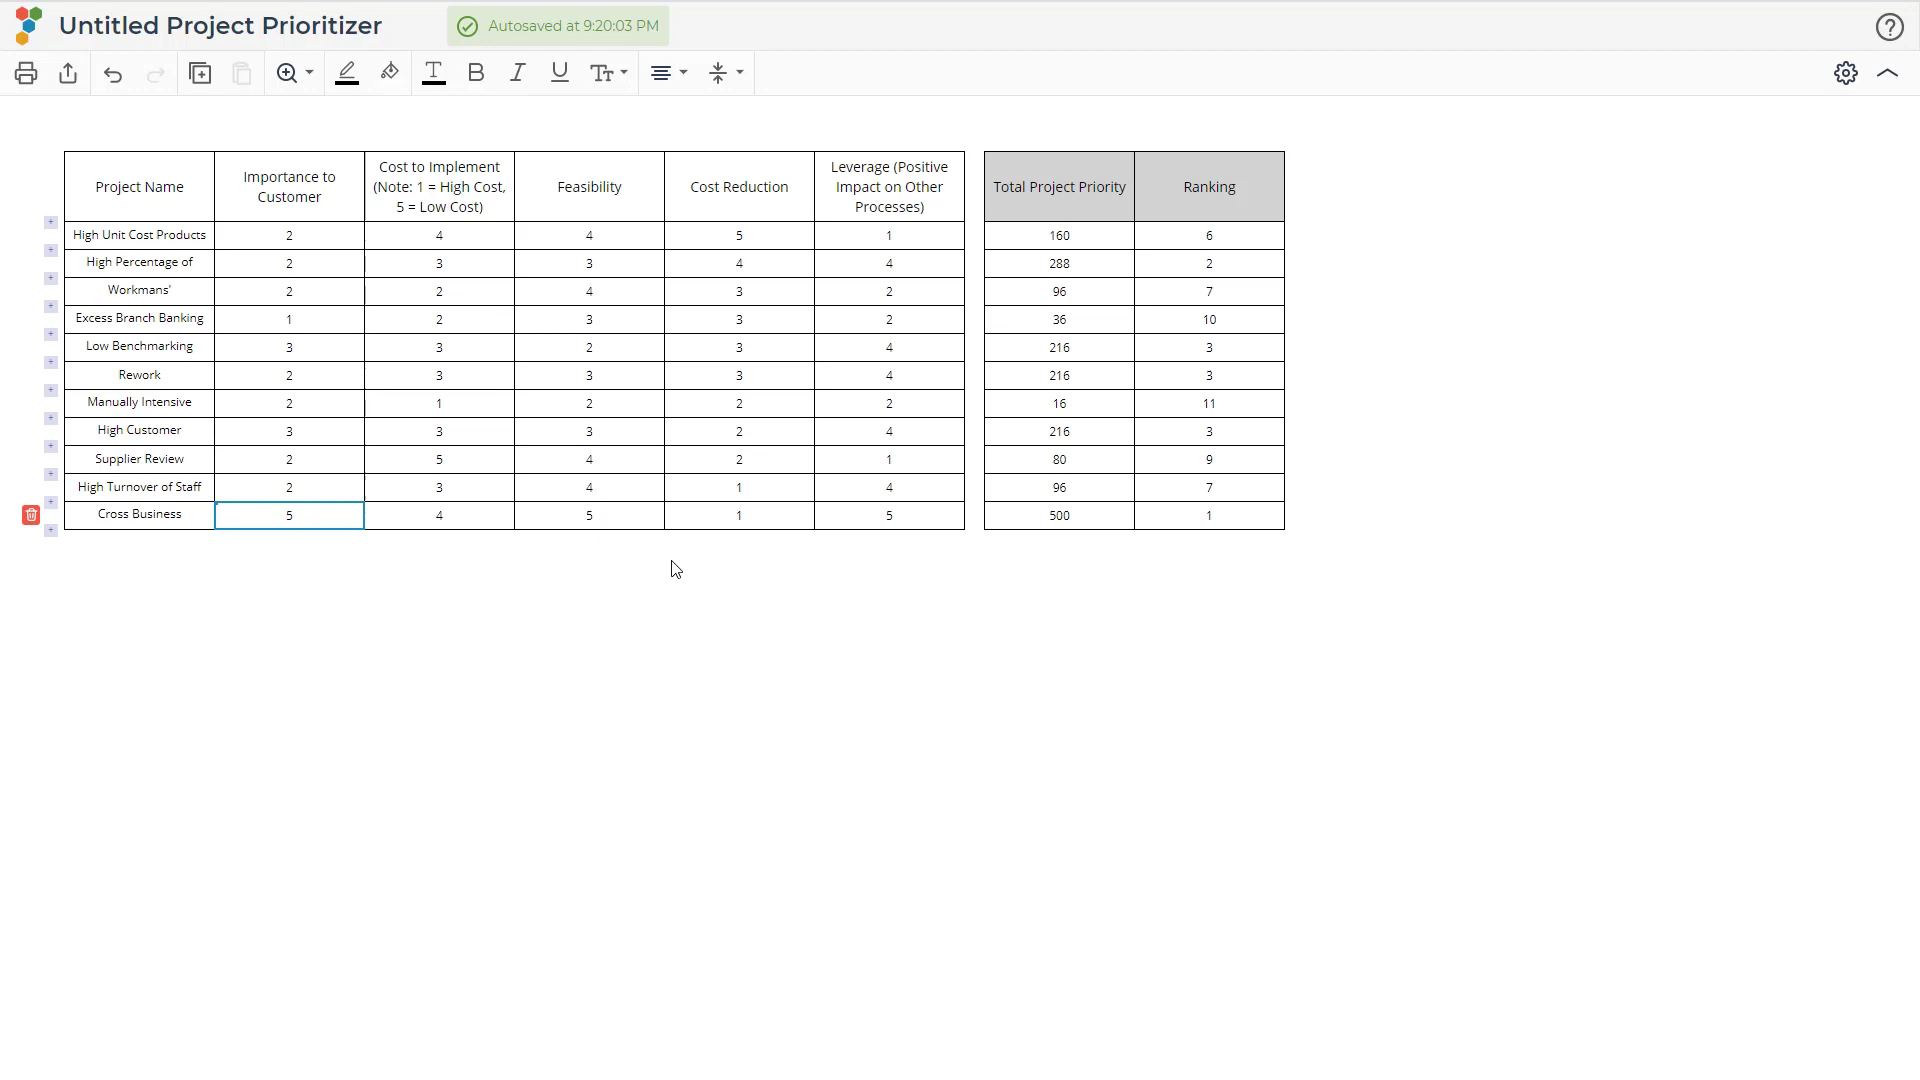 Untitled Project Prioritizer
Autosaved at 9:20:03 PM
Project Name
Importance to
Customer
Cost to Implement
(Note: 1 = High Cost,
5 = Low Cost)
Feasibility
Cost Reduction
Leverage (Positive
Impact on Other
Processes)
Total Project Priority
Ranking
High Unit Cost Products 2 4 4 5 1 160 6
High Percentage of 2 3 3 4 4 288 2
Workmans' 2 2 4 3 2 96 7
Excess Branch Banking 1 2 3 3 2 36 10
Low Benchmarking 3 3 2 3 4 216 3
Rework 2 3 3 3 4 216 3
Manually Intensive 2 1 2 2 2 16 11
High Customer 3 3 3 2 4 216 3
Supplier Review 2 5 4 2 1 80 9
High Turnover of Staff 2 3 4 1 4 96 7
Cross Business 5 4 5 1 5 500 1